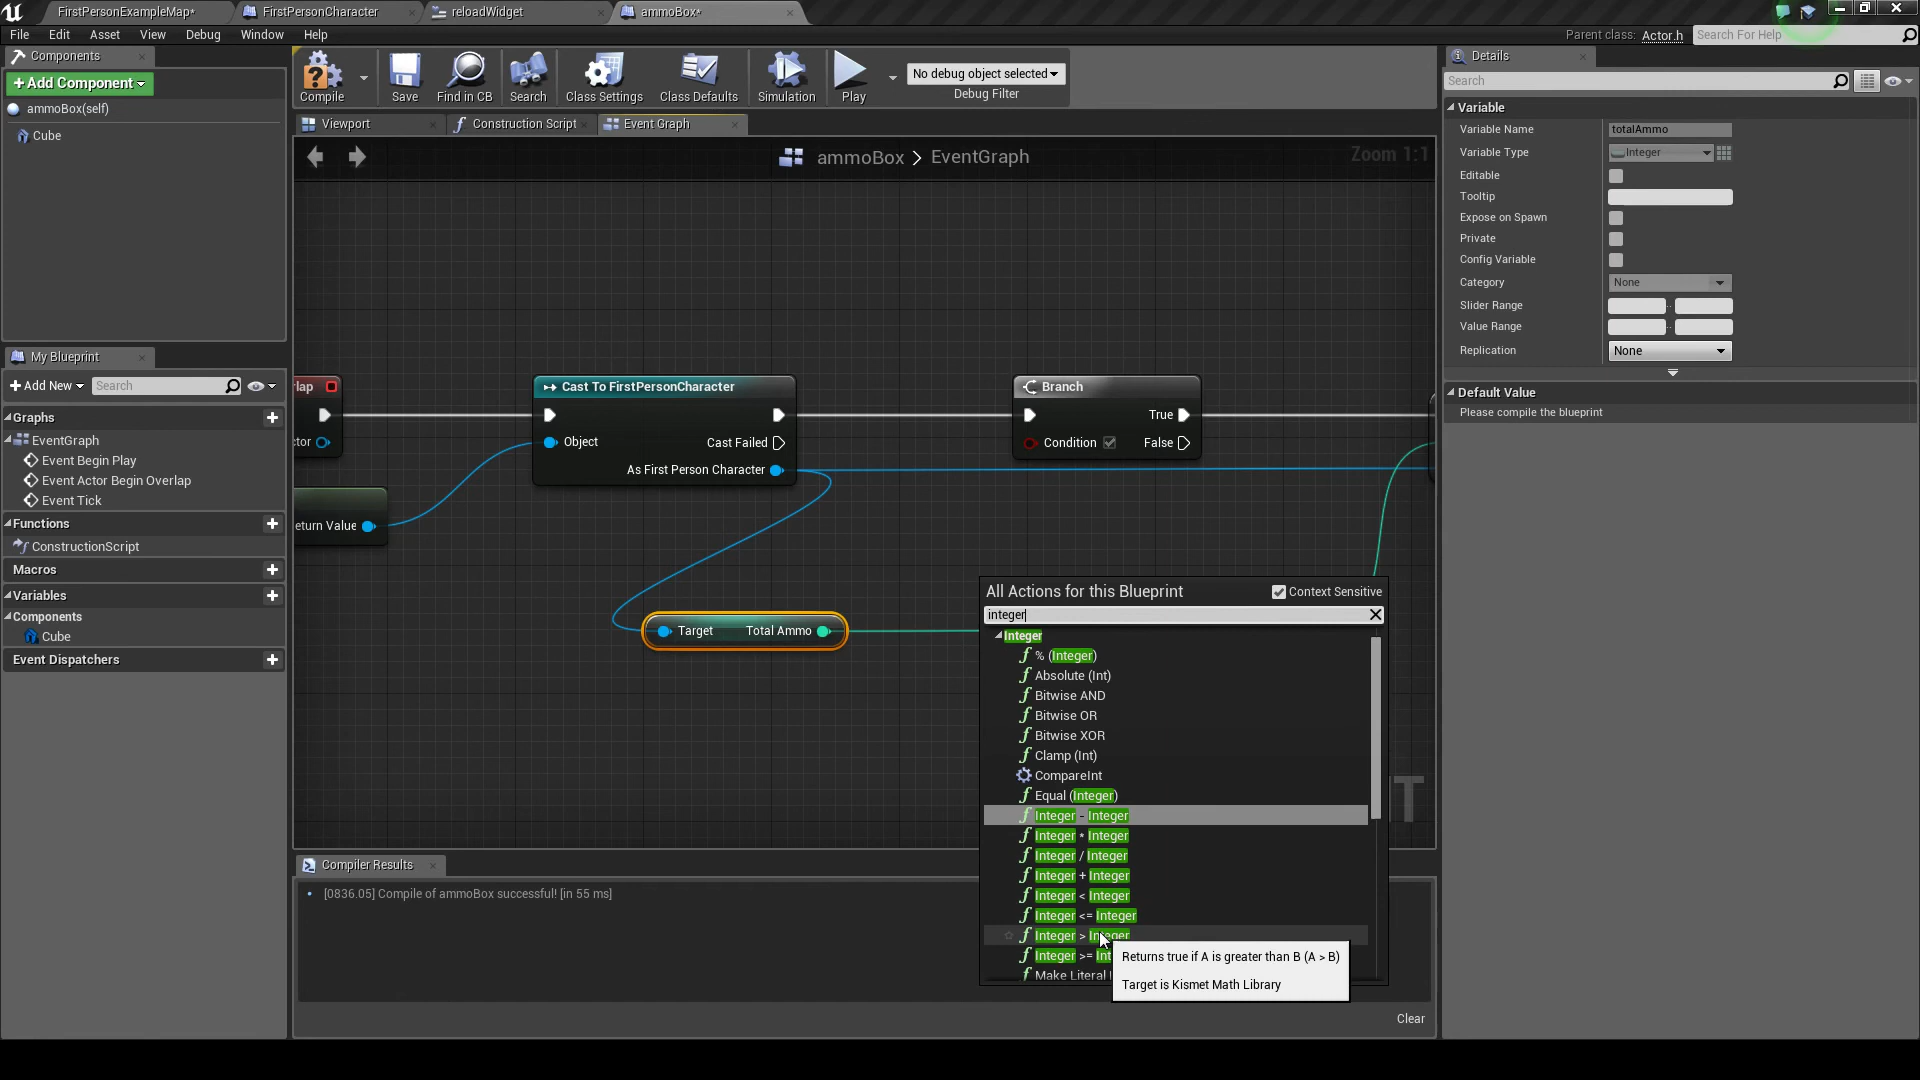 FirstPersonExampleMap*
FirstPersonCharacter
reloadWidget
ammoBox*
File Edit Asset View Debug Window Help
Parent class: Actor.h
Search For Help
Components
+Add Component
ammoBox(self)
Cube
Compile
Save
Find in CB
Search
Class Settings
Class Defaults
Simulation
Play
No debug object selected
Debug Filter
Viewport
Construction Script
Event Graph
ammoBox > EventGraph
Zoom 1:1
Details
Search
Variable
Variable Name totalAmmo
Variable Type Integer
Editable
Tooltip
Expose on Spawn
Private
Config Variable
Category None
Slider Range
Value Range
Replication None
Default Value
Please compile the blueprint
My Blueprint
+Add New Search
Graphs
EventGraph
Event Begin Play
Event Actor Begin Overlap
Event Tick
Functions
ConstructionScript
Macros
Variables
Components
Cube
Event Dispatchers
lap
ctor
eturn Value
Cast To FirstPersonCharacter
Object
Cast Failed
As First Person Character
Branch
True
Condition
False
Target Total Ammo
All Actions for this Blueprint
Context Sensitive
integer
Integer
% (Integer)
Absolute (Int)
Bitwise AND
Bitwise OR
Bitwise XOR
Clamp (Int)
CompareInt
Equal (Integer)
Integer - Integer
Integer * Integer
Integer / Integer
Integer + Integer
Integer < Integer
Integer <= Integer
Integer > Integer
Integer >= Int
Make Literal
Returns true if A is greater than B (A > B)
Target is Kismet Math Library
T
Compiler Results
[0836.05] Compile of ammoBox successful! [in 55 ms]
Clear